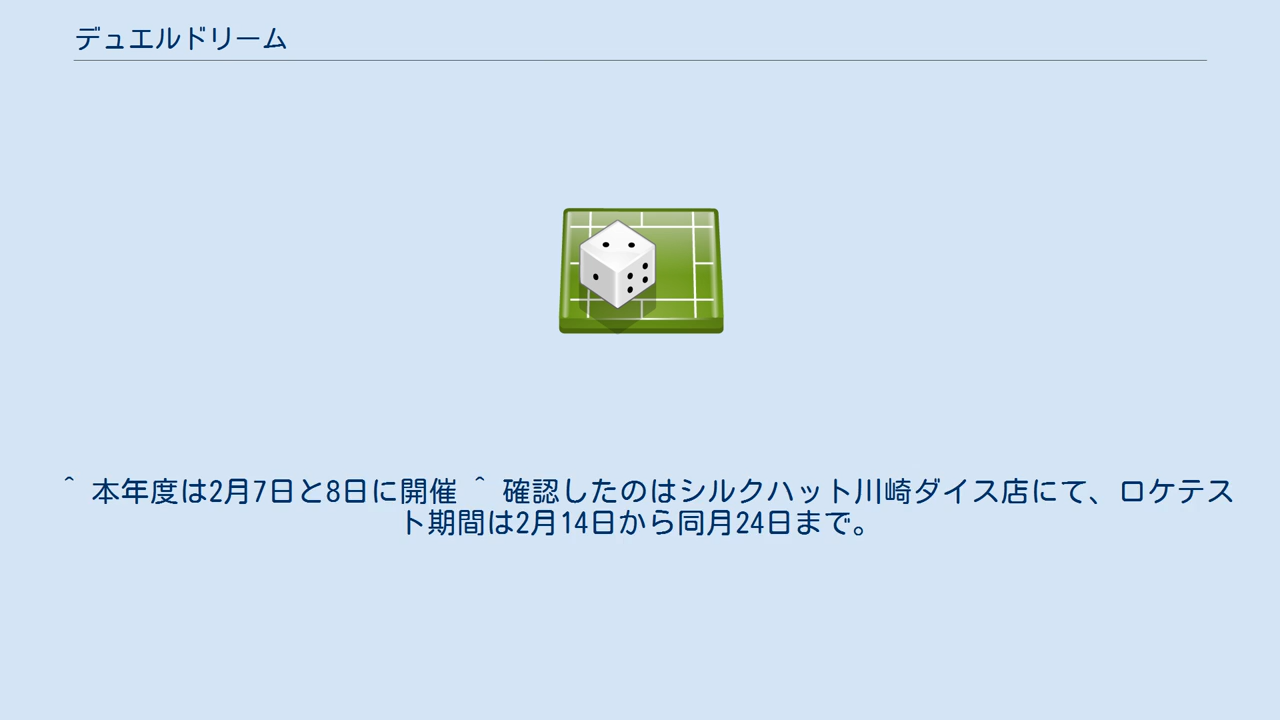 デュエルドリーム
^ 本年度は2月7日と8日に開催 ^ 確認したのはシルクハット川崎ダイス店にて、ロケテス
ト期間は2月14日から同月24日まで。